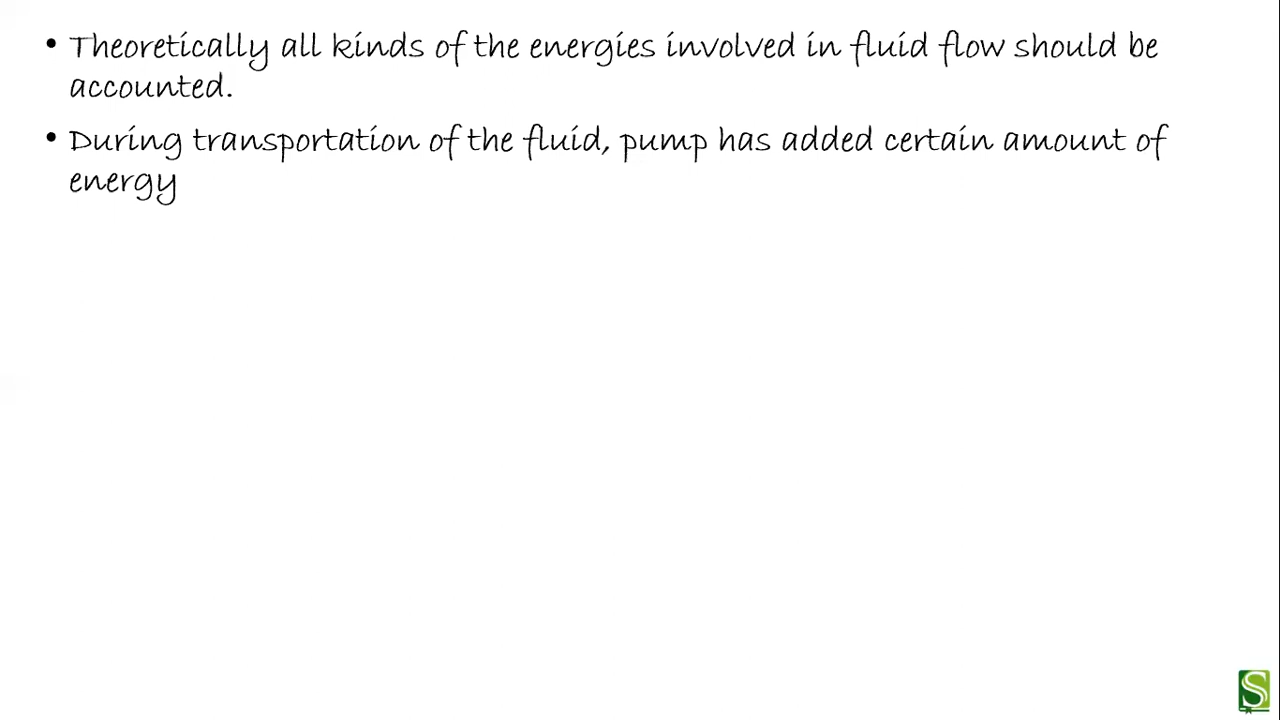 • Theoretically all kinds of the energies involved in fluid flow should be
accounted.
• During transportation of the fluid, pump has added certain amount of
energy
S